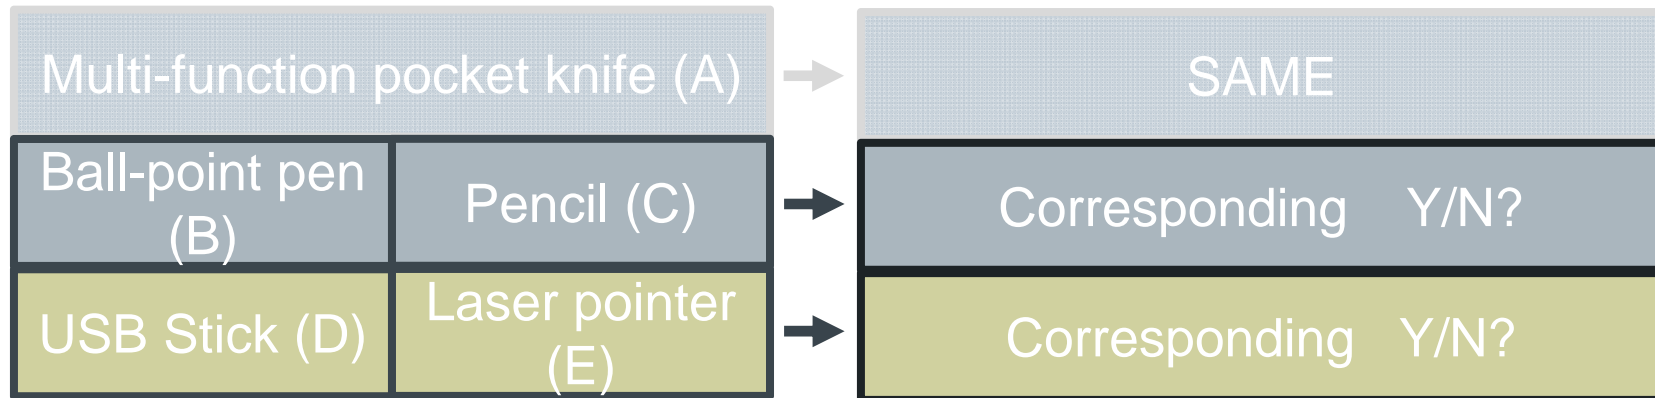 Multi-function pocket knife (A)
SAME
Ball-point pen
(B)
Pencil (C)
Corresponding Y/N?
USB Stick (D)
Laser pointer
(E)
Corresponding Y/N?